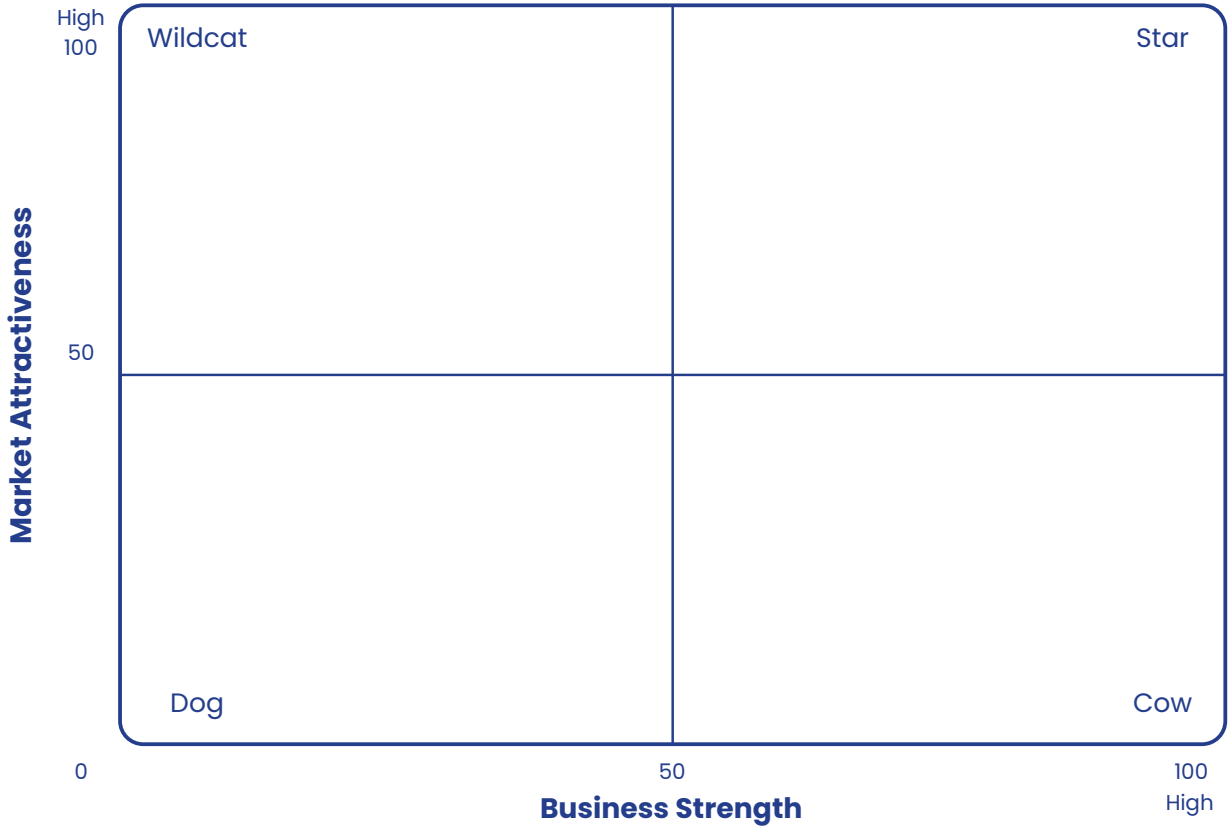 High
100
Wildcat
Star
Market Attractiveness
50
Dog
Cow
0
50
100
Business Strength
High